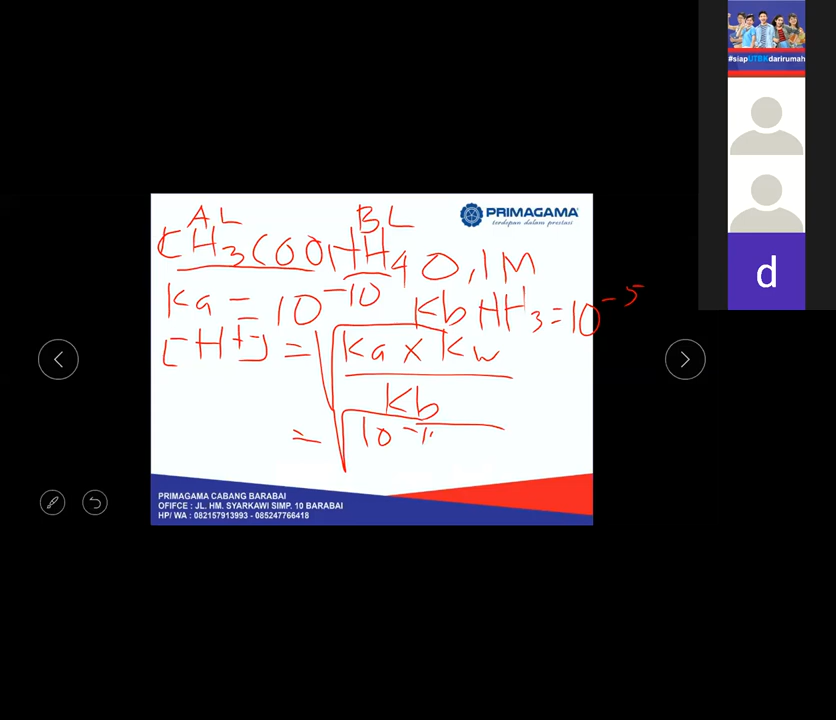 #siapUTBKdarirumah
PRIMAGAMA
terdepan dalam prestasi
AL BL
CH3COONH4 0,1M
Ka = 10-10 Kb NH3 = 10-5
[H+] = √Ka x Kw
Kb
= √10-1
d
PRIMAGAMA CABANG BARABAI
OFIFCE : JL. HM. SYARKAWI SIMP. 10 BARABAI
HP/ WA : 082157913993 - 085247766418